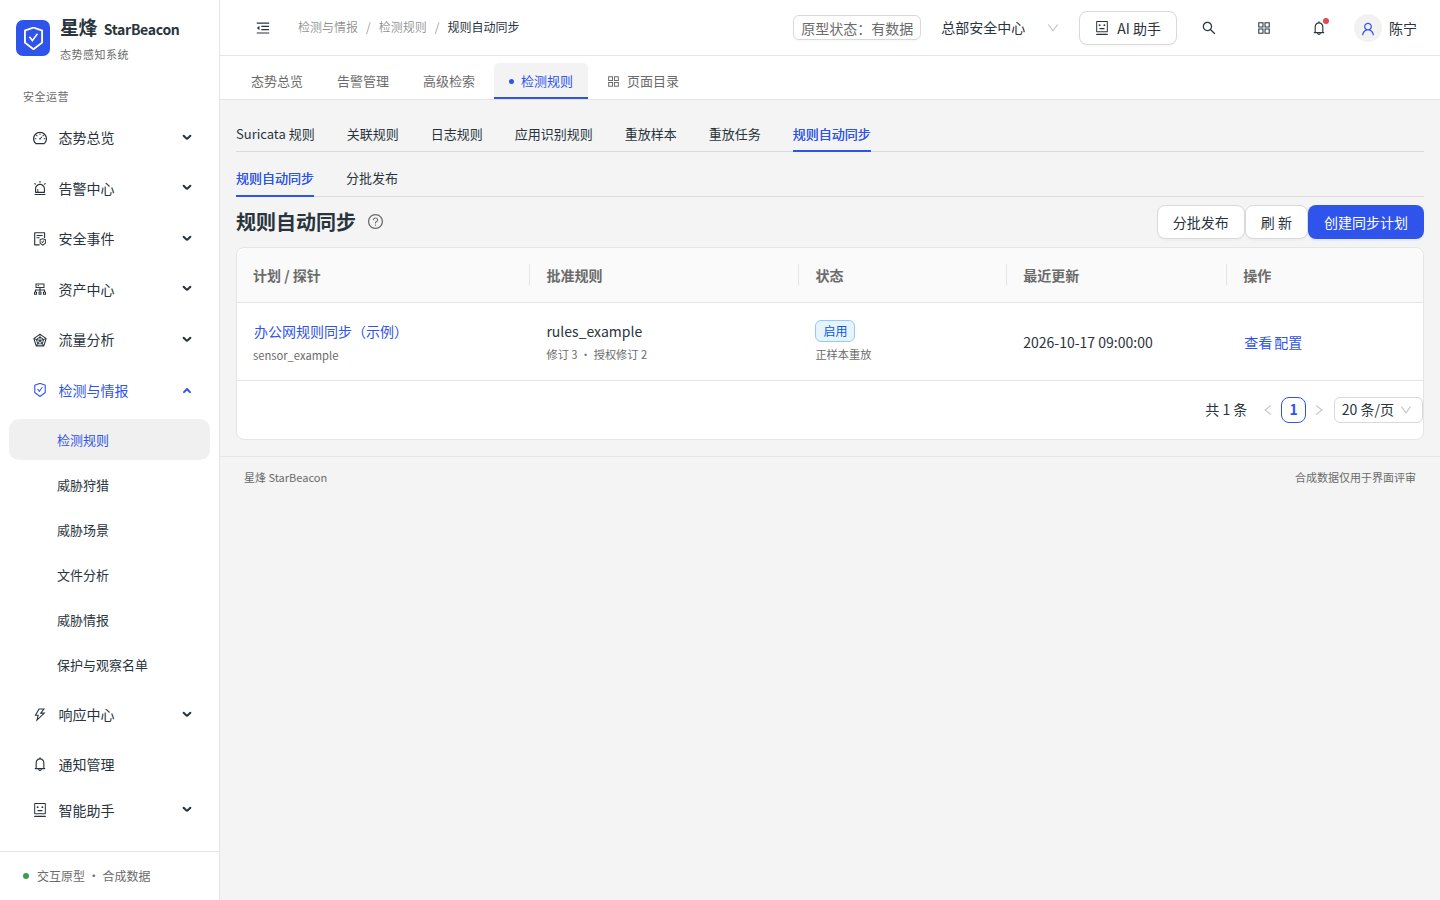 星烽 StarBeacon
态势感知系统
安全运营
态势总览
告警中心
安全事件
资产中心
流量分析
检测与情报
检测规则
威胁狩猎
威胁场景
文件分析
威胁情报
保护与观察名单
响应中心
通知管理
智能助手
交互原型 · 合成数据
检测与情报 / 检测规则 / 规则自动同步
原型状态：有数据
总部安全中心
AI 助手
陈宁
态势总览 告警管理 高级检索 检测规则 页面目录
Suricata 规则 关联规则 日志规则 应用识别规则 重放样本 重放任务 规则自动同步
规则自动同步 分批发布
规则自动同步
分批发布 刷 新 创建同步计划
计划 / 探针 批准规则 状态 最近更新 操作
办公网规则同步（示例） rules_example 启用 2026-10-17 09:00:00 查看配置
sensor_example 修订 3 · 授权修订 2 正样本重放
共 1 条 1 20 条/页
星烽 StarBeacon
合成数据仅用于界面评审